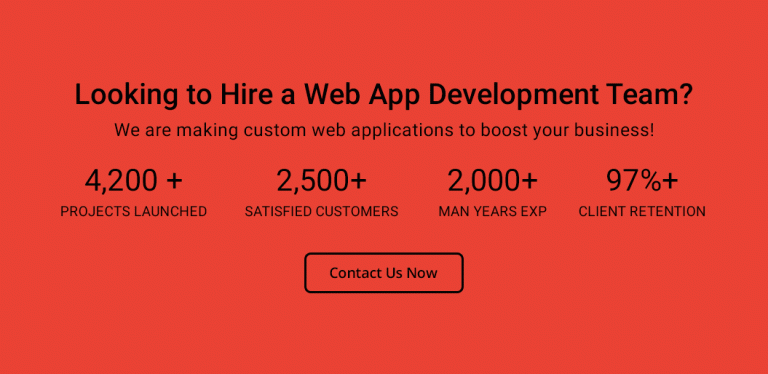 Looking to Hire a Web App Development Team?
We are making custom web applications to boost your business!
4,200 + 2,500+ 2,000+ 97%+
PROJECTS LAUNCHED SATISFIED CUSTOMERS MAN YEARS EXP CLIENT RETENTION
Contact Us Now